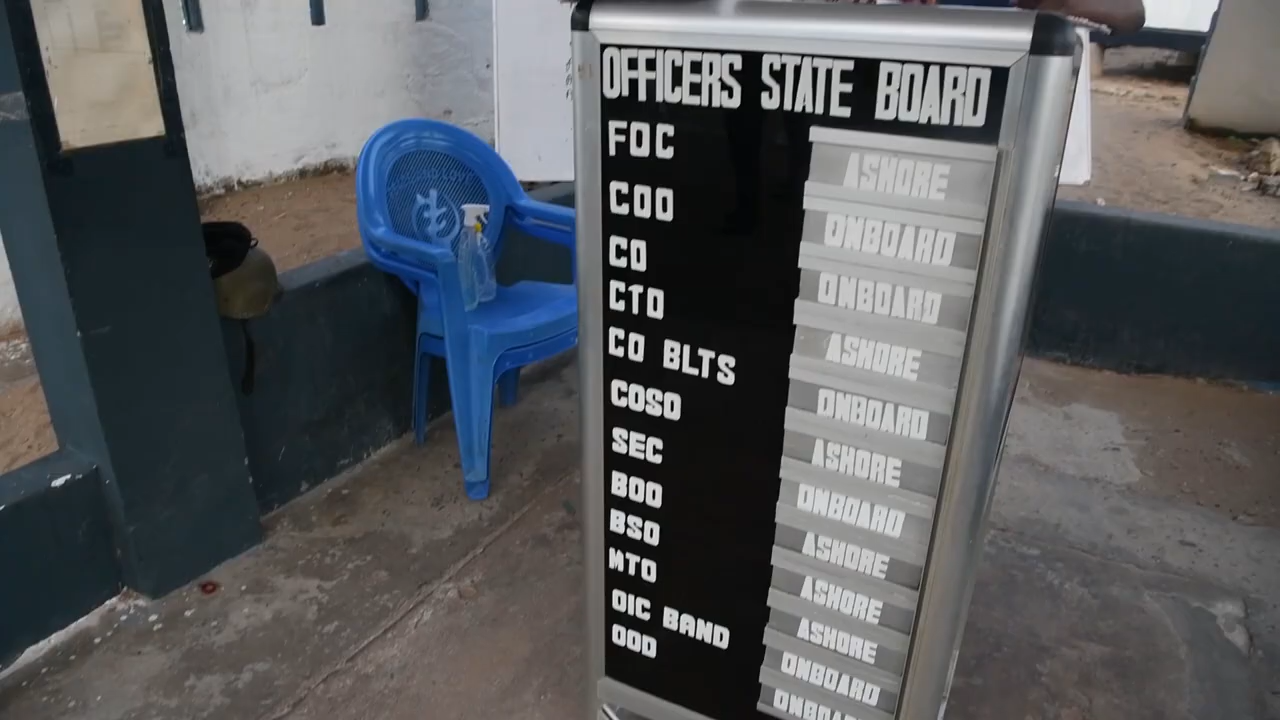 OFFICERS STATE BOARD
FOC ASHORE
COO ONBOARD
CO ONBOARD
CTO ASHORE
CO BLTS ONBOARD
COSO ASHORE
SEC ONBOARD
BOO ASHORE
BSO ASHORE
MTO ASHORE
OIC BAND ONBOARD
OOD ONBOARD